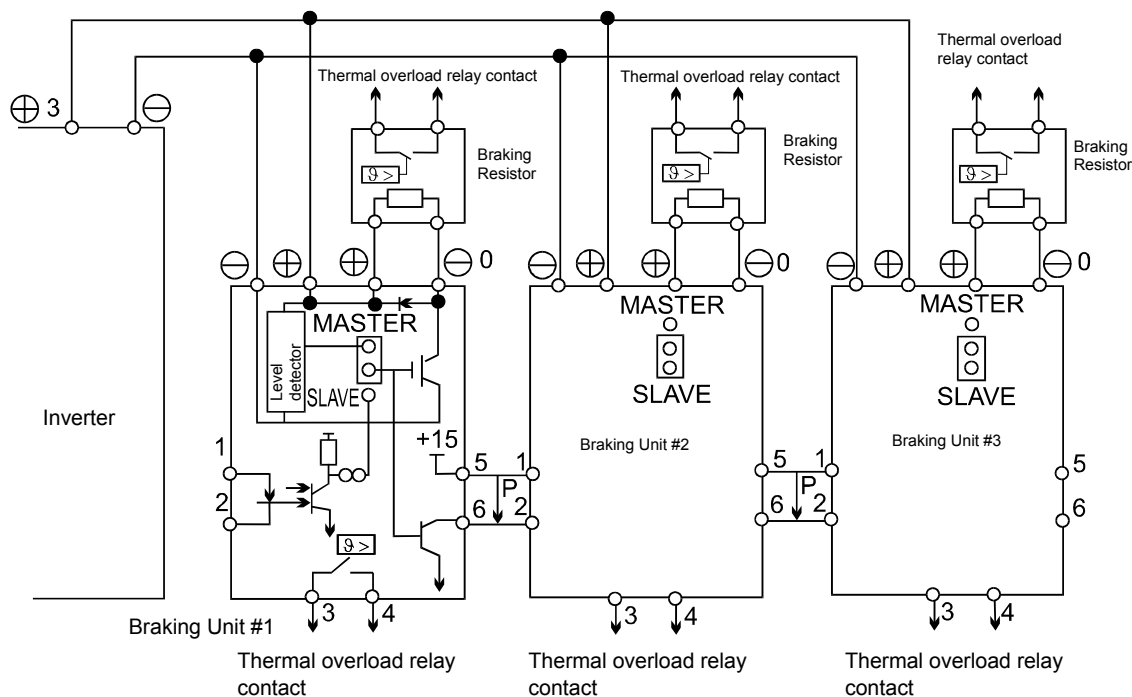 Thermal overload
relay contact
Thermal overload relay contact
Thermal overload relay contact
⊕ 3 ⊖
Braking
Resistor
Braking
Resistor
Braking
Resistor
ϑ >
ϑ >
ϑ >
⊖ ⊕ ⊕ ⊖ 0
⊖ ⊕ ⊕ ⊖ 0
⊖ ⊕ ⊕ ⊖ 0
MASTER
MASTER
MASTER
Level
detector
SLAVE
SLAVE
SLAVE
Inverter
+15
Braking Unit #2
Braking Unit #3
1
5 1
5 1
5
P
P
2
6 2
6 2
6
ϑ >
3 4
3 4
3 4
Braking Unit #1
Thermal overload relay
contact
Thermal overload relay
contact
Thermal overload relay
contact